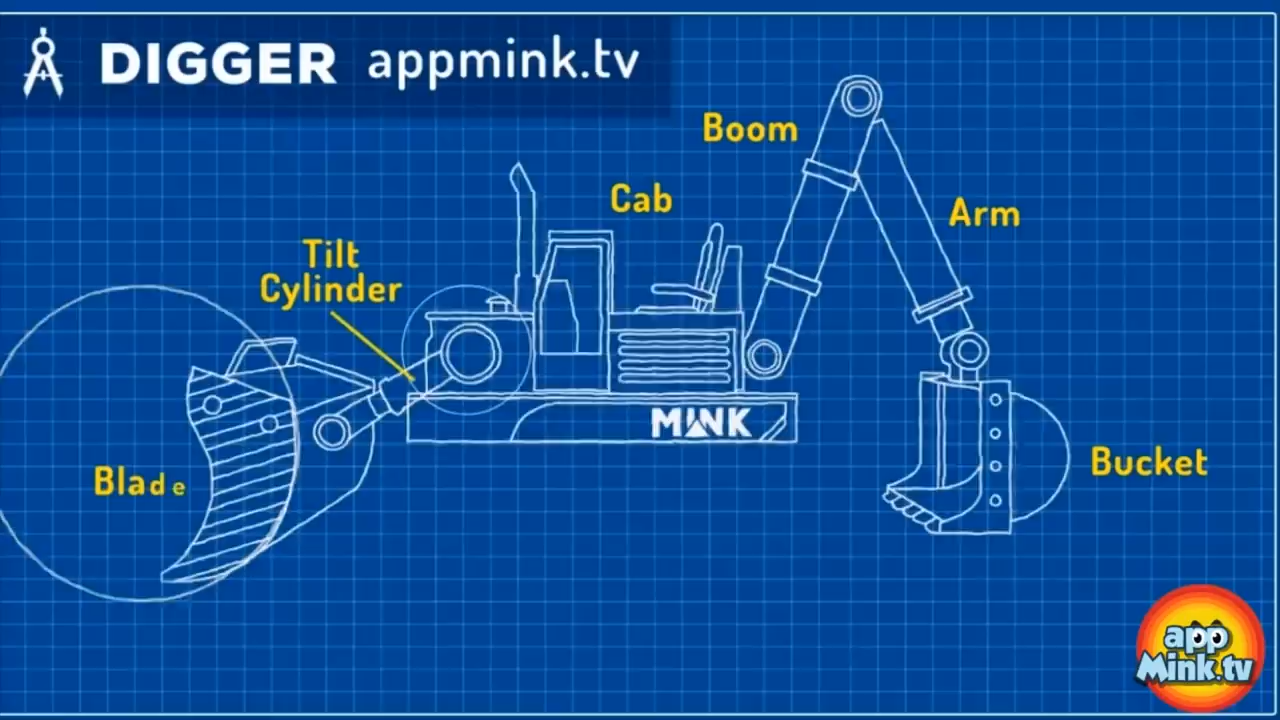 DIGGER appmink.tv
Boom
Cab
Arm
Tilt
Cylinder
MINK
Bucket
Blade
app
Mink.tv